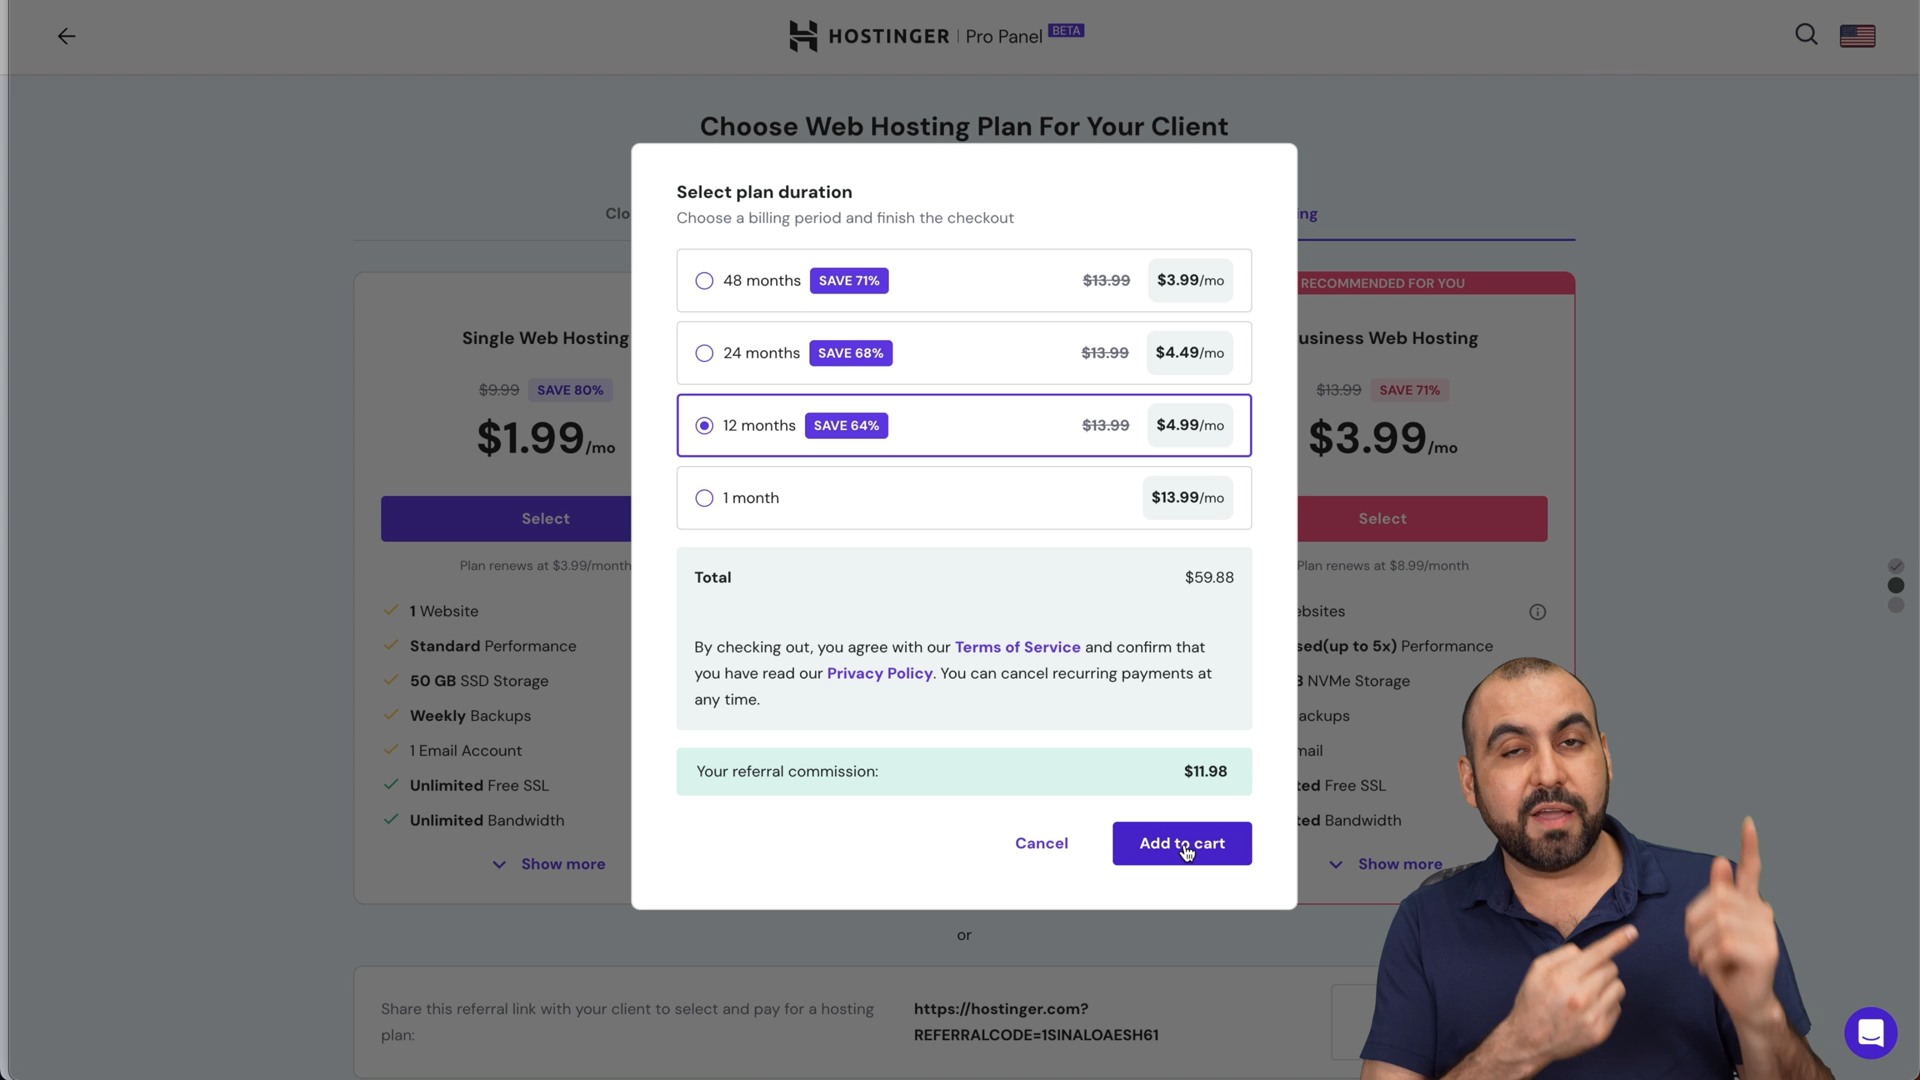 HOSTINGER | Pro Panel BETA
Choose Web Hosting Plan For Your Client
Select plan duration
Choose a billing period and finish the checkout
48 months SAVE 71% $13.99 $3.99/mo
24 months SAVE 68% $13.99 $4.49/mo
12 months SAVE 64% $13.99 $4.99/mo
1 month $13.99/mo
Total $59.88
By checking out, you agree with our Terms of Service and confirm that
you have read our Privacy Policy. You can cancel recurring payments at
any time.
Your referral commission: $11.98
Cancel Add to cart
Clo
ing
Single Web Hosting
$9.99 SAVE 80%
$1.99/mo
Select
Plan renews at $3.99/month
1 Website
Standard Performance
50 GB SSD Storage
Weekly Backups
1 Email Account
Unlimited Free SSL
Unlimited Bandwidth
Show more
RECOMMENDED FOR YOU
usiness Web Hosting
$13.99 SAVE 71%
$3.99/mo
Select
Plan renews at $8.99/month
ebsites
sed(up to 5x) Performance
NVMe Storage
ackups
mail
ted Free SSL
ted Bandwidth
Show more
or
Share this referral link with your client to select and pay for a hosting
plan:
https://hostinger.com?
REFERRALCODE=1SINALOAESH61